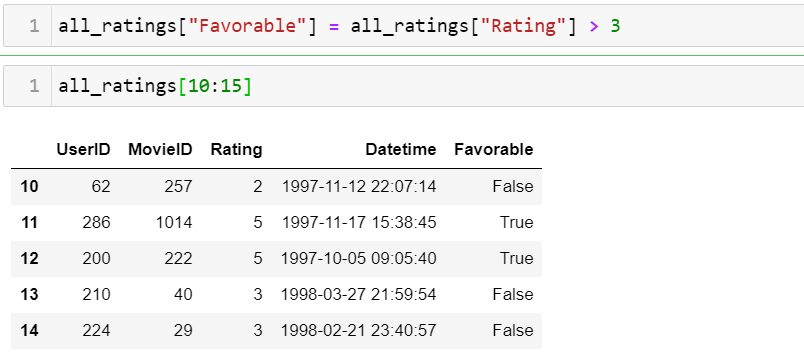 1 all_ratings["Favorable"] = all_ratings["Rating"] > 3
1 all_ratings[10:15]
UserID MovieID Rating Datetime Favorable
10 62 257 2 1997-11-12 22:07:14 False
11 286 1014 5 1997-11-17 15:38:45 True
12 200 222 5 1997-10-05 09:05:40 True
13 210 40 3 1998-03-27 21:59:54 False
14 224 29 3 1998-02-21 23:40:57 False